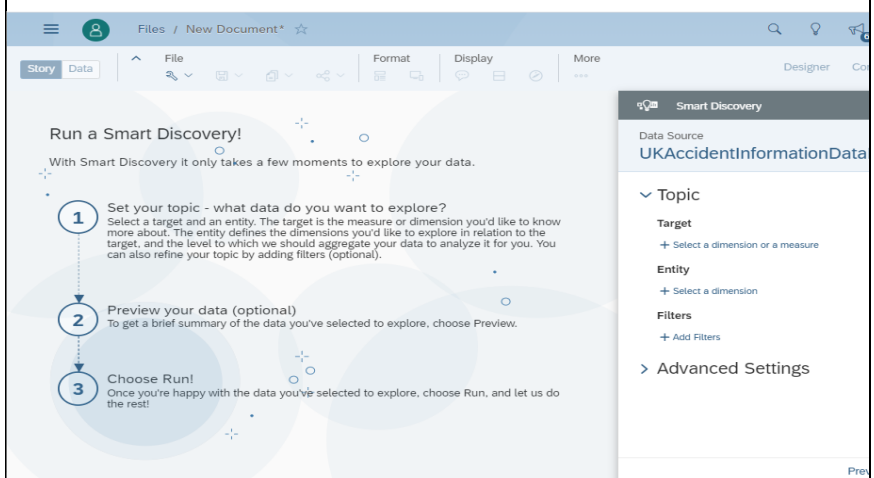 Files / New Document*
Story Data
File
Format
Display
More
Designer
Run a Smart Discovery!
With Smart Discovery it only takes a few moments to explore your data.
1
Set your topic - what data do you want to explore?
Select a target and an entity. The target is the measure or dimension you'd like to know
more about. The entity defines the dimensions you'd like to explore in relation to the
target, and the level to which we should aggregate your data to analyze it for you. You
can also refine your topic by adding filters (optional).
2
Preview your data (optional)
To get a brief summary of the data you've selected to explore, choose Preview.
3
Choose Run!
Once you're happy with the data you've selected to explore, choose Run, and let us do
the rest!
Smart Discovery
Data Source
UKAccidentInformationData
Topic
Target
+ Select a dimension or a measure
Entity
+ Select a dimension
Filters
+ Add Filters
Advanced Settings